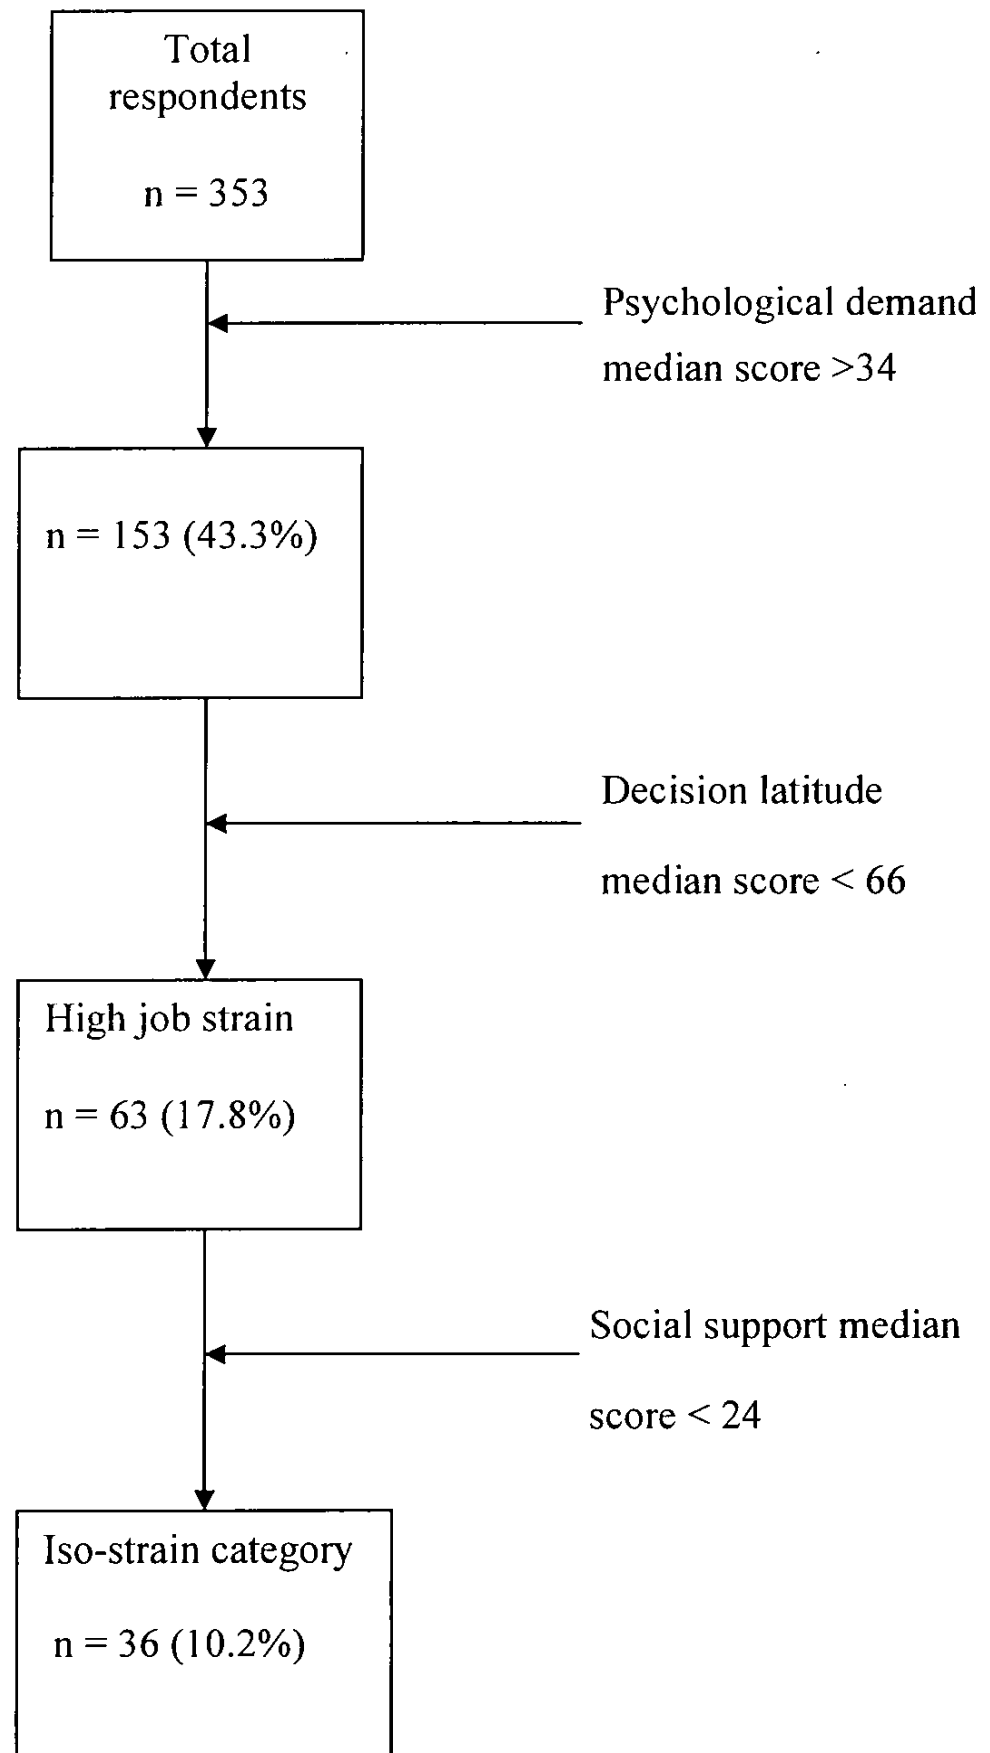 Total
respondents
n = 353
Psychological demand
median score >34
n = 153 (43.3%)
Decision latitude
median score < 66
High job strain
n = 63 (17.8%)
Social support median
score < 24
Iso-strain category
n = 36 (10.2%)